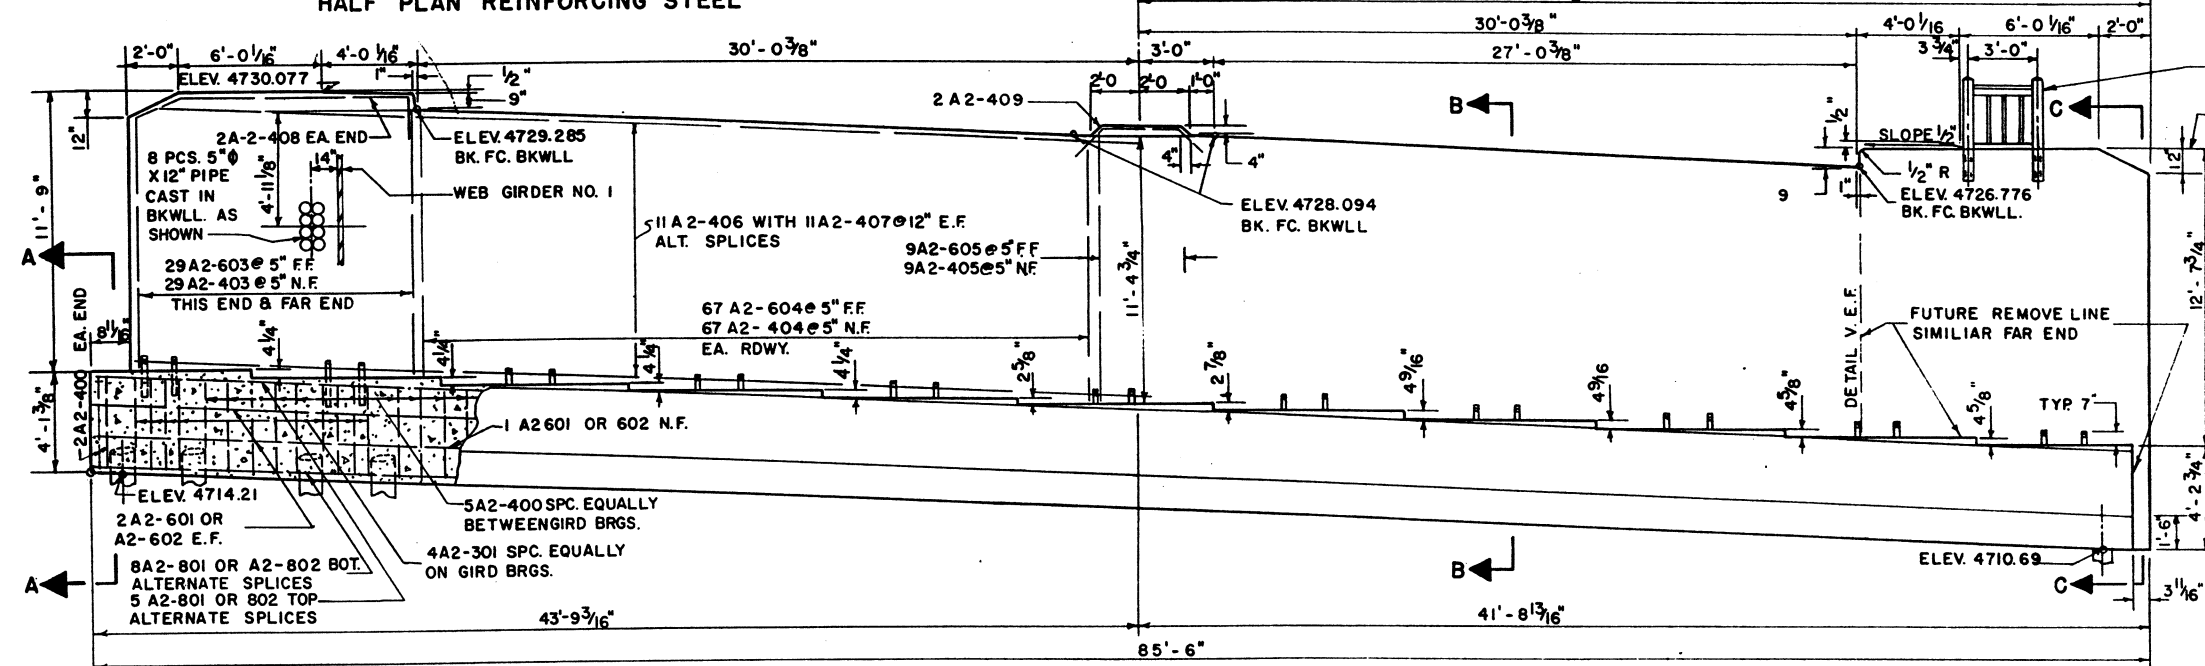 HALF PLAN REINFORCING STEEL
30'-0 3/8"
4'-0 1/16
6'-0 1/16"
2'-0"
2'-0"
6'-0 1/16"
4'-0 1/16"
30'-0 3/8"
3'-0"
27'-0 3/8"
3 3/4"
3'-0"
ELEV. 4730.077
1"
1/2"
9"
2'-0
2'-0
1'-0"
2 A2-409
B
C
12"
2A-2-408 EA. END
ELEV. 4729.285
BK. FC. BKWLL
4"
4"
1/2"
SLOPE 1/2"
12"
8 PCS. 5"Φ
X 12" PIPE
CAST IN
BKWLL. AS
SHOWN
14"
4'-11 1/8"
WEB GIRDER NO. 1
1/2" R
9
1"
ELEV. 4726.776
BK. FC. BKWLL.
11'-9"
ELEV. 4728.094
BK. FC. BKWLL
11 A2-406 WITH 11A2-407@12" E.F.
ALT. SPLICES
9A2-605@5" F.F
9A2-405@5" N.F.
A
29A2-603@ 5" F.F.
29A2-403@ 5" N.F.
THIS END & FAR END
11'-4 3/4"
12'-7 3/4"
67 A2-604@ 5" F.F.
67 A2-404@5" N.F.
EA. RDWY.
FUTURE REMOVE LINE
SIMILIAR FAR END
DETAIL V. E.F.
2A2-400 EA. END
8 11/16"
4 1/4"
4 1/4"
4 1/4"
4 1/4"
2 5/8"
2 7/8"
4 9/16"
4 9/16
4 5/8"
4 5/8"
TYP. 7"
4'-1 3/8"
1 A2601 OR 602 N.F.
4'-2 3/4"
1'-6"
ELEV. 4714.21
2 A2-601 OR
A2-602 E.F.
5A2-400 SPC. EQUALLY
BETWEENGIRD BRGS.
4A2-301 SPC. EQUALLY
ON GIRD BRGS.
8A2-801 OR A2-802 BOT.
ALTERNATE SPLICES
5 A2-801 OR 802 TOP
ALTERNATE SPLICES
A
B
ELEV. 4710.69
C
3 11/16"
43'-9 3/16"
41'-8 13/16"
85'-6"